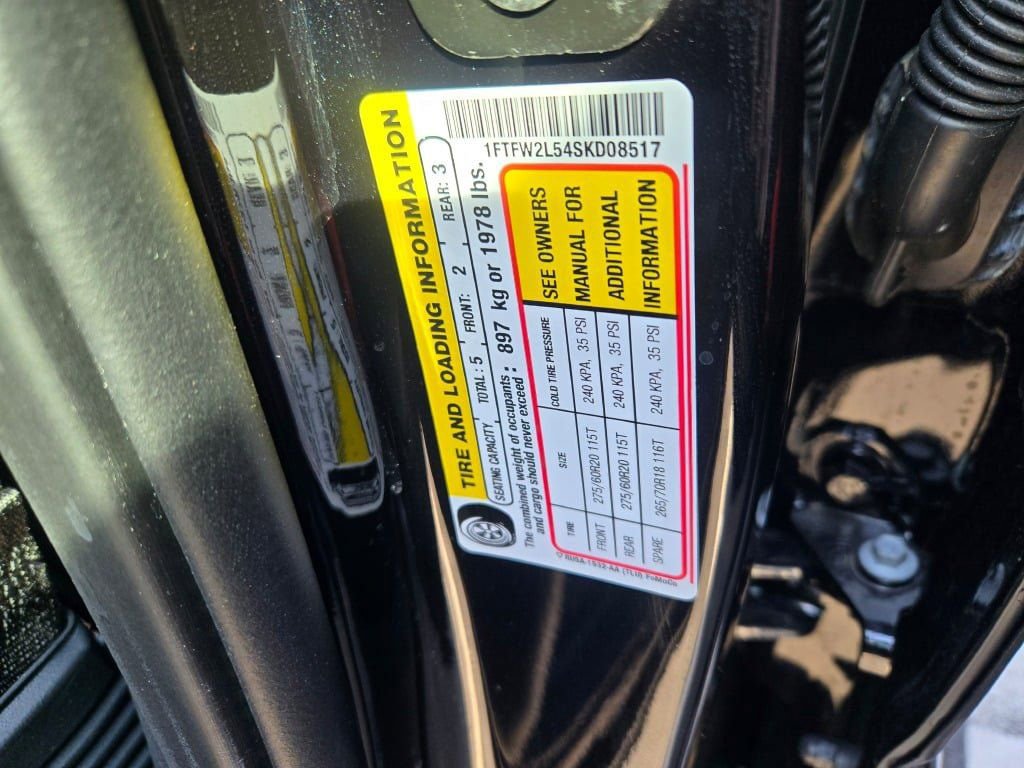 TIRE AND LOADING INFORMATION
SEATING CAPACITY TOTAL: 5 FRONT: 2 REAR: 3
The combined weight of occupants and cargo should never exceed: 897 kg or 1978 lbs.
TIRE SIZE COLD TIRE PRESSURE
FRONT 275/60R20 115T 240 KPA, 35 PSI
REAR 275/60R20 115T 240 KPA, 35 PSI
SPARE 265/70R18 116T 240 KPA, 35 PSI
SEE OWNERS
MANUAL FOR
ADDITIONAL
INFORMATION
1FTFW2L54SKD08517
(TLU) FoMoCo